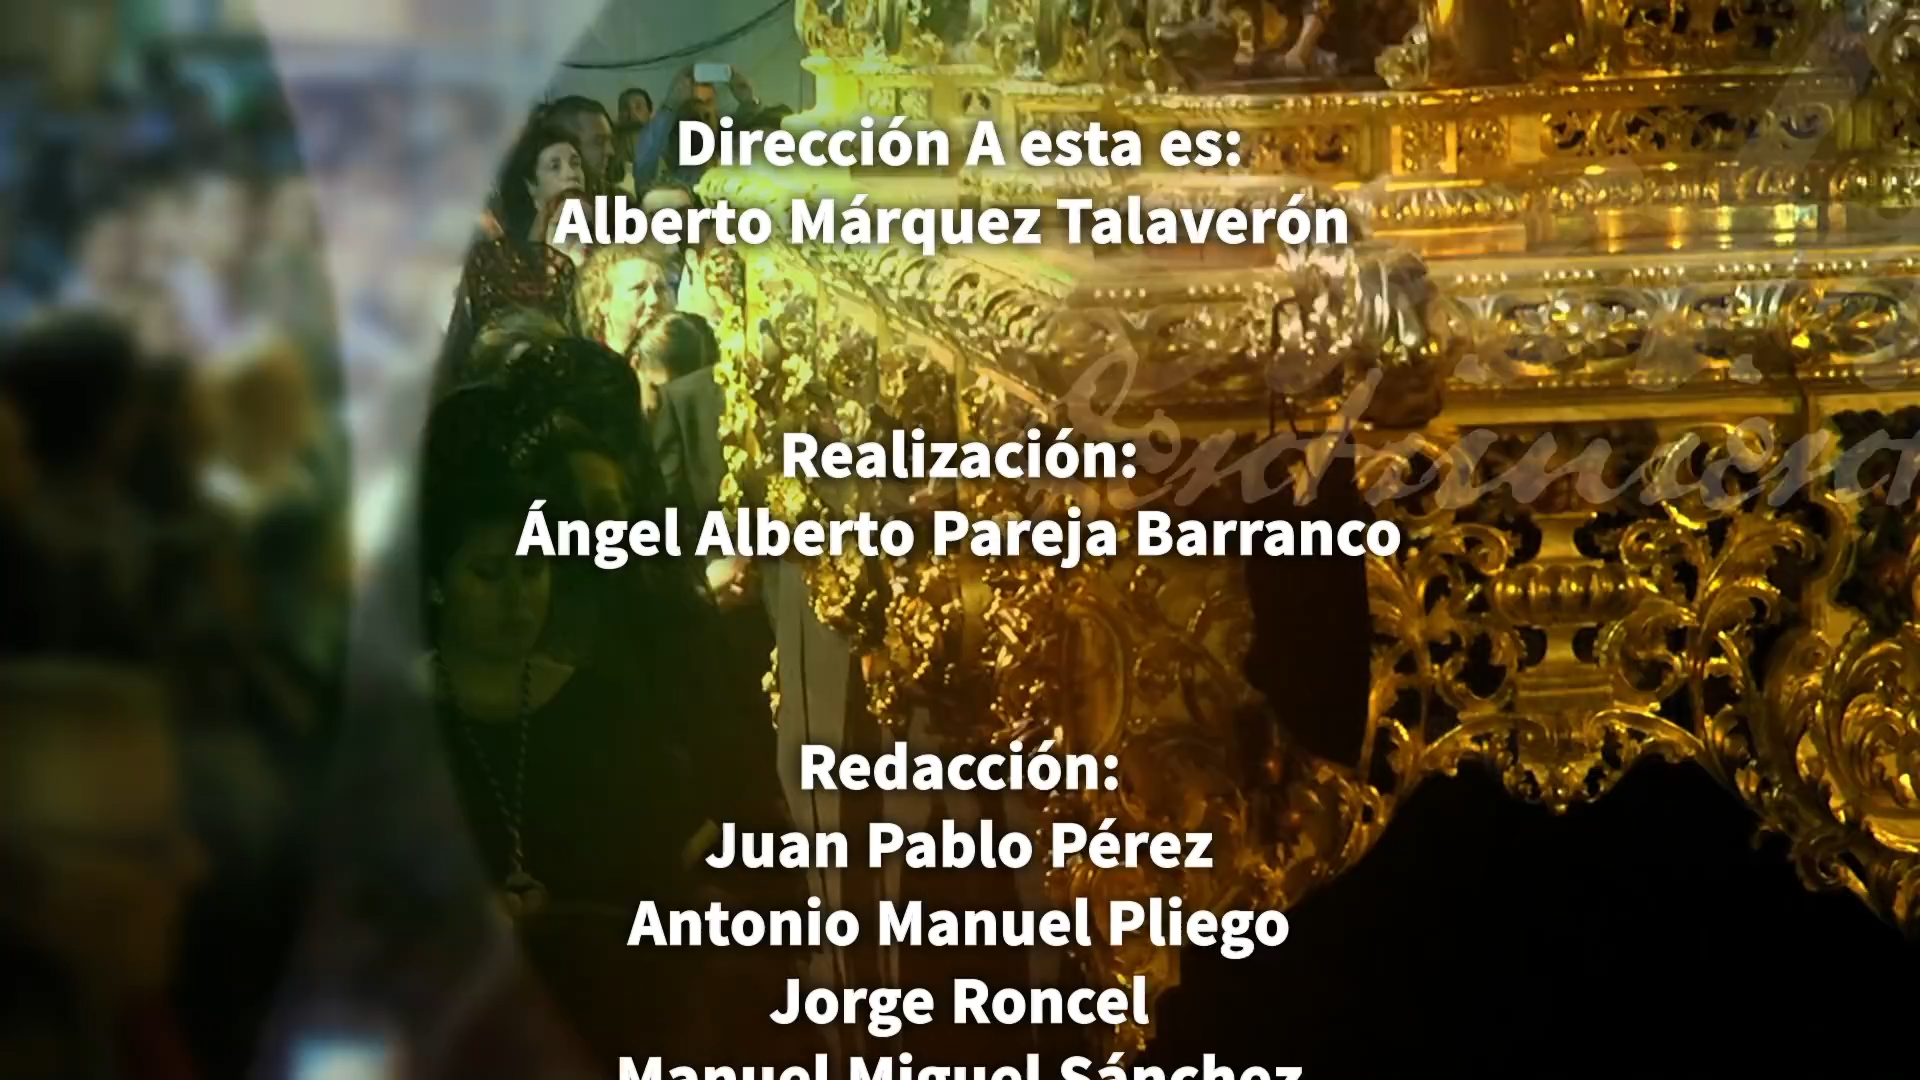 Dirección A esta es:
Alberto Márquez Talaverón
Realización:
Ángel Alberto Pareja Barranco
Redacción:
Juan Pablo Pérez
Antonio Manuel Pliego
Jorge Roncel
Manuel Miguel Sánchez